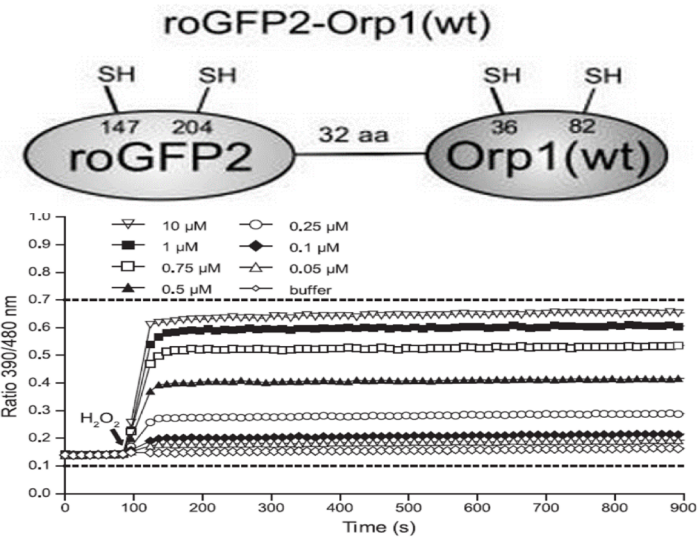 roGFP2-Orp1(wt)
SH SH SH SH
147 204 32 aa 36 82
roGFP2 Orp1(wt)
1.0
0.9
0.8
0.7
0.6
0.5
0.4
0.3
0.2
0.1
0.0
Ratio 390/480 nm
10 µM 0.25 µM
1 µM 0.1 µM
0.75 µM 0.05 µM
0.5 µM buffer
H₂O₂
0 100 200 300 400 500 600 700 800 900
Time (s)